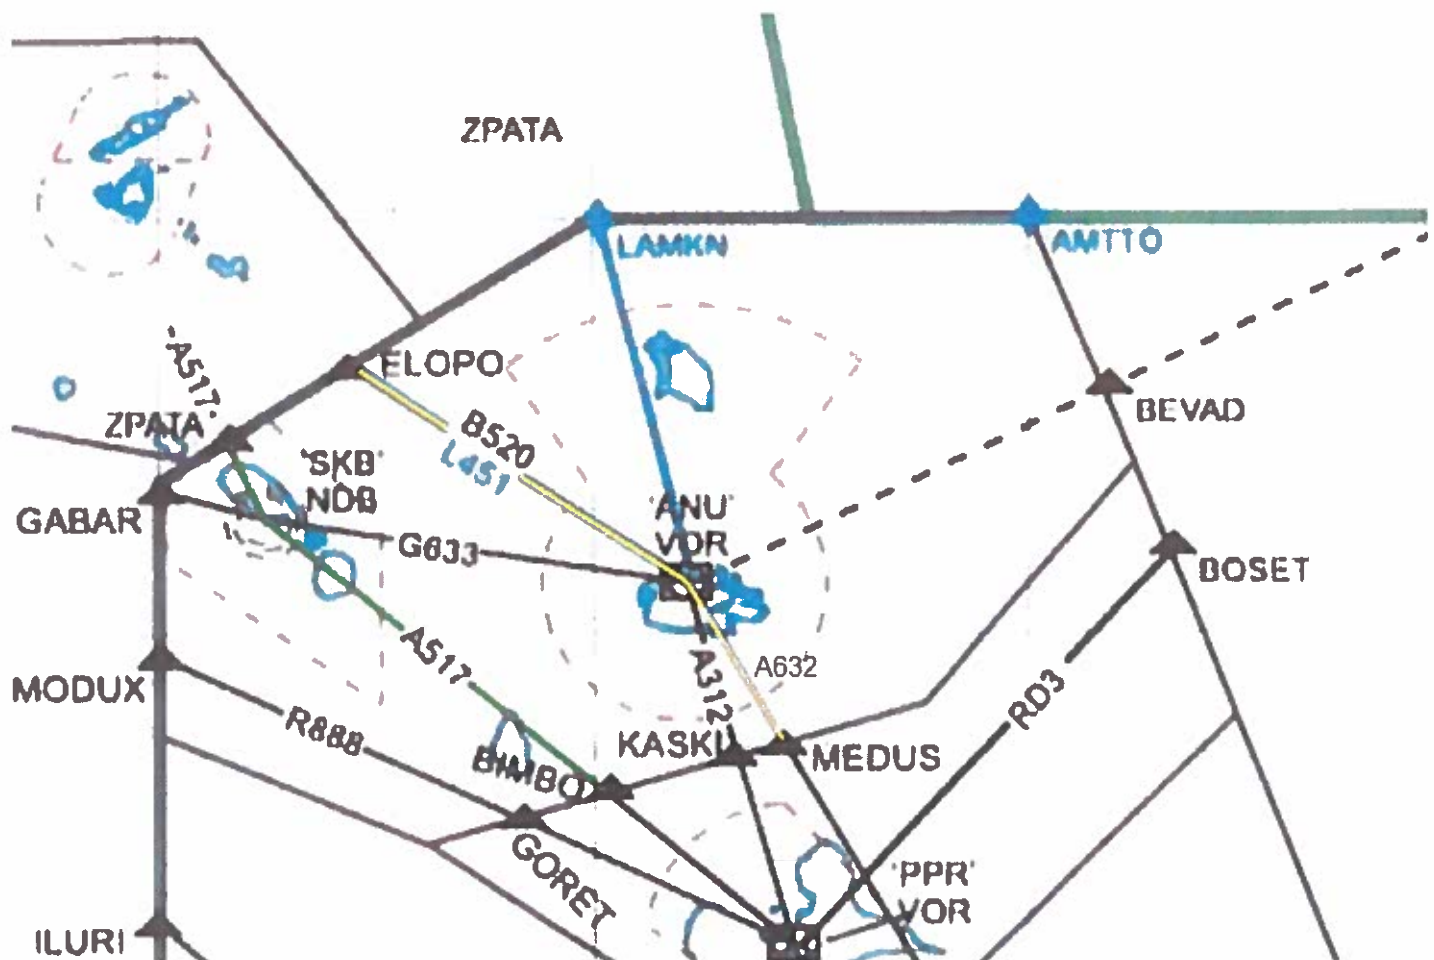 ZPATA
LAMKN
AMTTO
-A517-
ELOPO
BEVAD
ZPATA
B520
L451
'SKB'
NDB
'ANU'
VOR
GABAR
G633
BOSET
A517
A632
MODUX
A312
RD3
R888
KASKI
MEDUS
BIMBO
GORET
'PPR'
VOR
ILURI